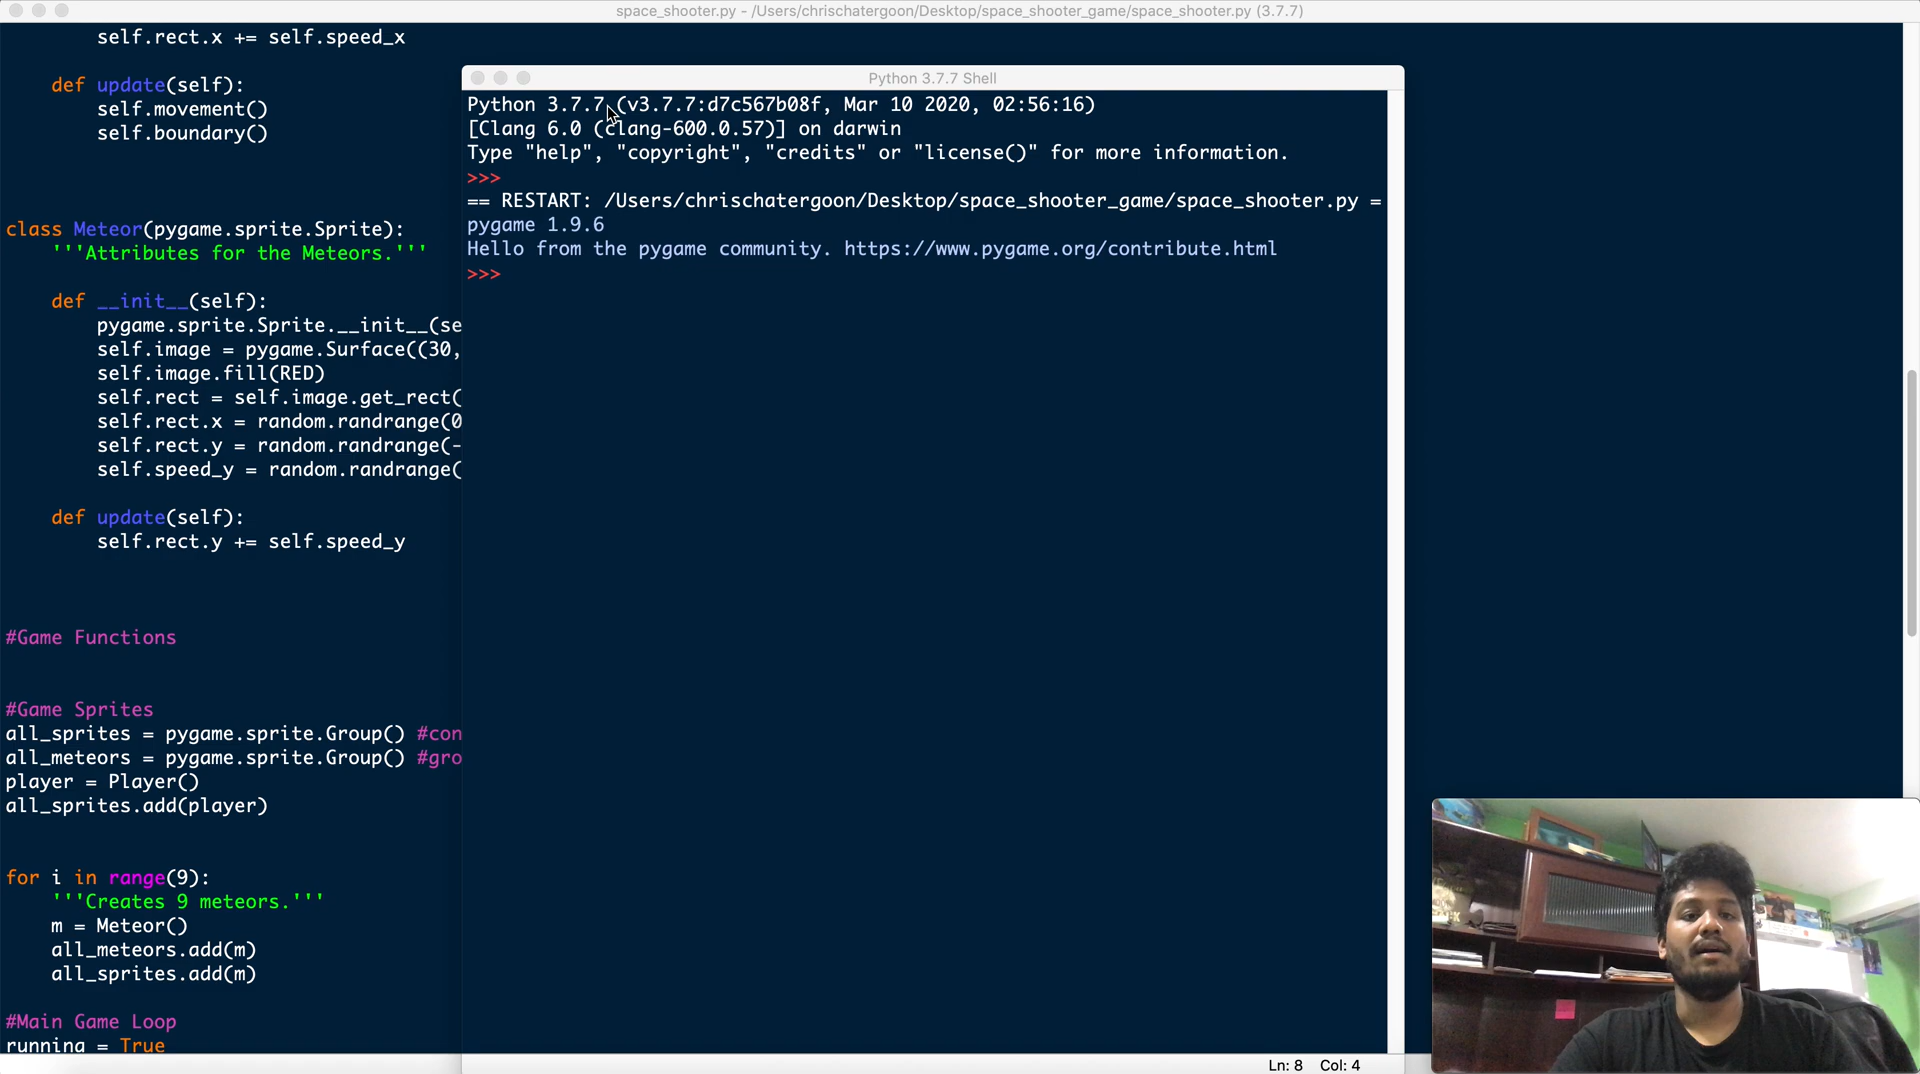 space_shooter.py - /Users/chrischatergoon/Desktop/space_shooter_game/space_shooter.py (3.7.7)
self.rect.x += self.speed_x
def update(self):
self.movement()
self.boundary()
class Meteor(pygame.sprite.Sprite):
'''Attributes for the Meteors.'''
def __init__(self):
pygame.sprite.Sprite.__init__(se
self.image = pygame.Surface((30,
self.image.fill(RED)
self.rect = self.image.get_rect(
self.rect.x = random.randrange(0
self.rect.y = random.randrange(-
self.speed_y = random.randrange(
def update(self):
self.rect.y += self.speed_y
#Game Functions
#Game Sprites
all_sprites = pygame.sprite.Group() #con
all_meteors = pygame.sprite.Group() #gro
player = Player()
all_sprites.add(player)
for i in range(9):
'''Creates 9 meteors.'''
m = Meteor()
all_meteors.add(m)
all_sprites.add(m)
#Main Game Loop
running = True
Python 3.7.7 Shell
Python 3.7.7 (v3.7.7:d7c567b08f, Mar 10 2020, 02:56:16)
[Clang 6.0 (clang-600.0.57)] on darwin
Type "help", "copyright", "credits" or "license()" for more information.
>>>
== RESTART: /Users/chrischatergoon/Desktop/space_shooter_game/space_shooter.py =
pygame 1.9.6
Hello from the pygame community. https://www.pygame.org/contribute.html
>>>
Ln: 8 Col: 4